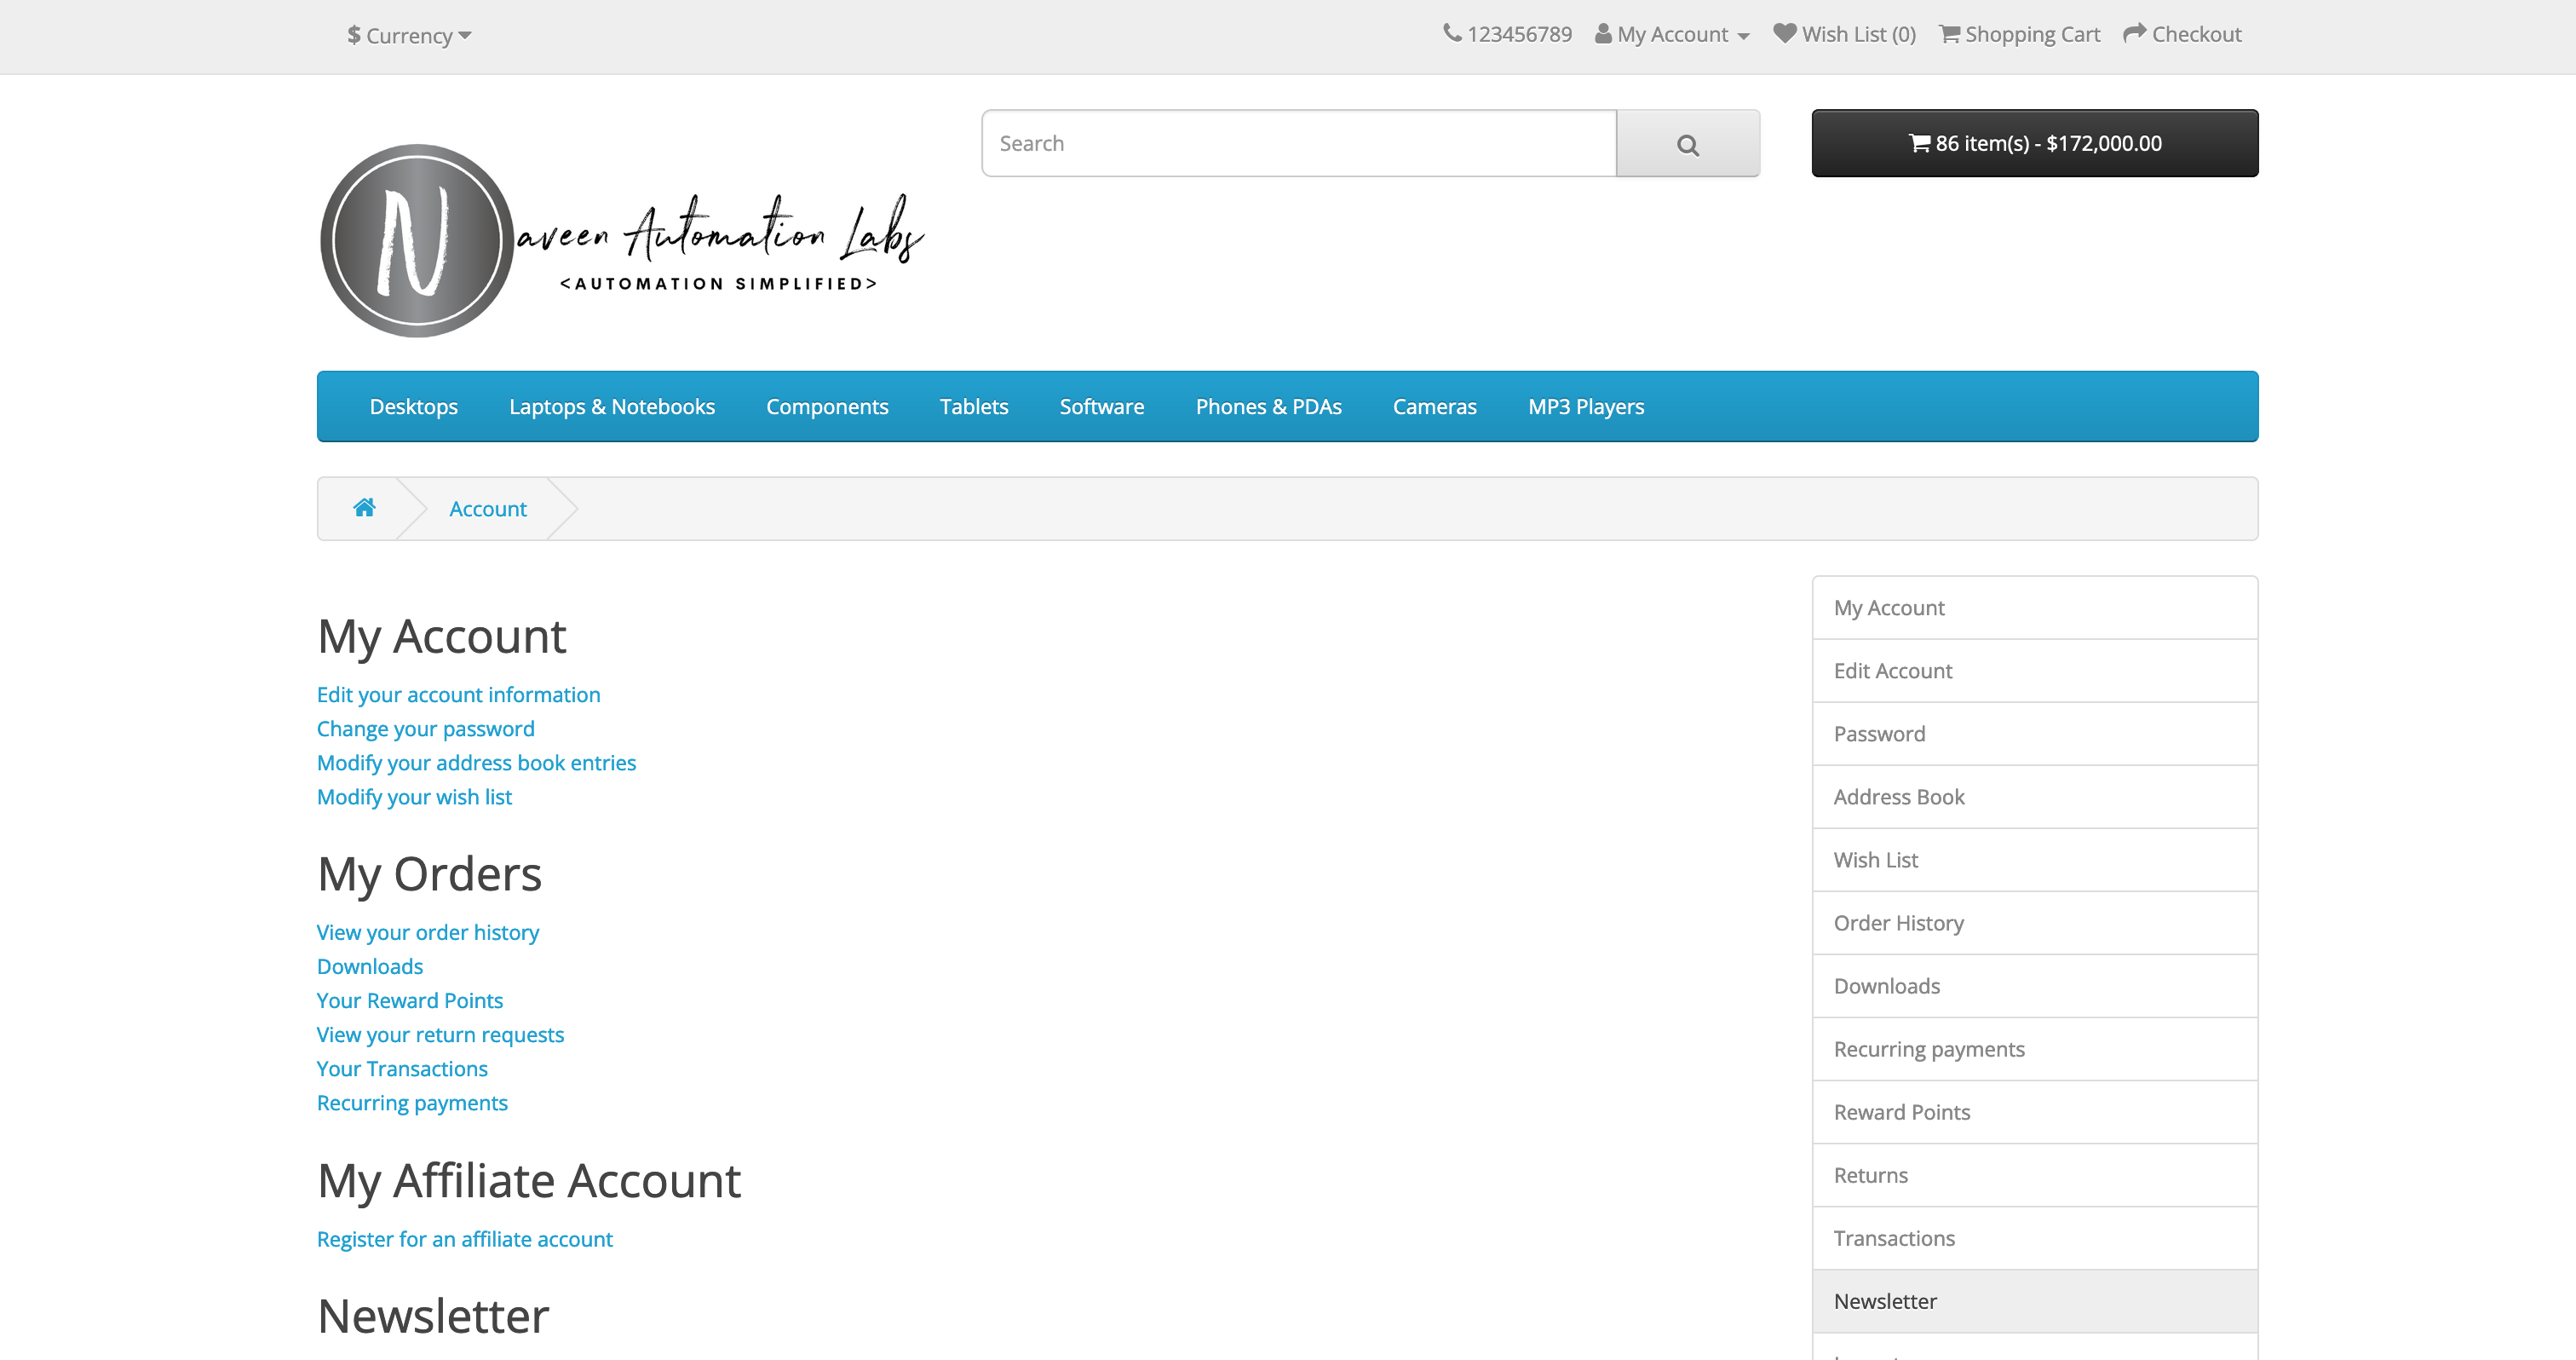 $ Currency
123456789 My Account Wish List (0) Shopping Cart Checkout
Search
86 item(s) - $172,000.00
Naveen Automation Labs
<AUTOMATION SIMPLIFIED>
Desktops Laptops & Notebooks Components Tablets Software Phones & PDAs Cameras MP3 Players
Account
My Account
Edit your account information
Change your password
Modify your address book entries
Modify your wish list
My Orders
View your order history
Downloads
Your Reward Points
View your return requests
Your Transactions
Recurring payments
My Affiliate Account
Register for an affiliate account
Newsletter
My Account
Edit Account
Password
Address Book
Wish List
Order History
Downloads
Recurring payments
Reward Points
Returns
Transactions
Newsletter